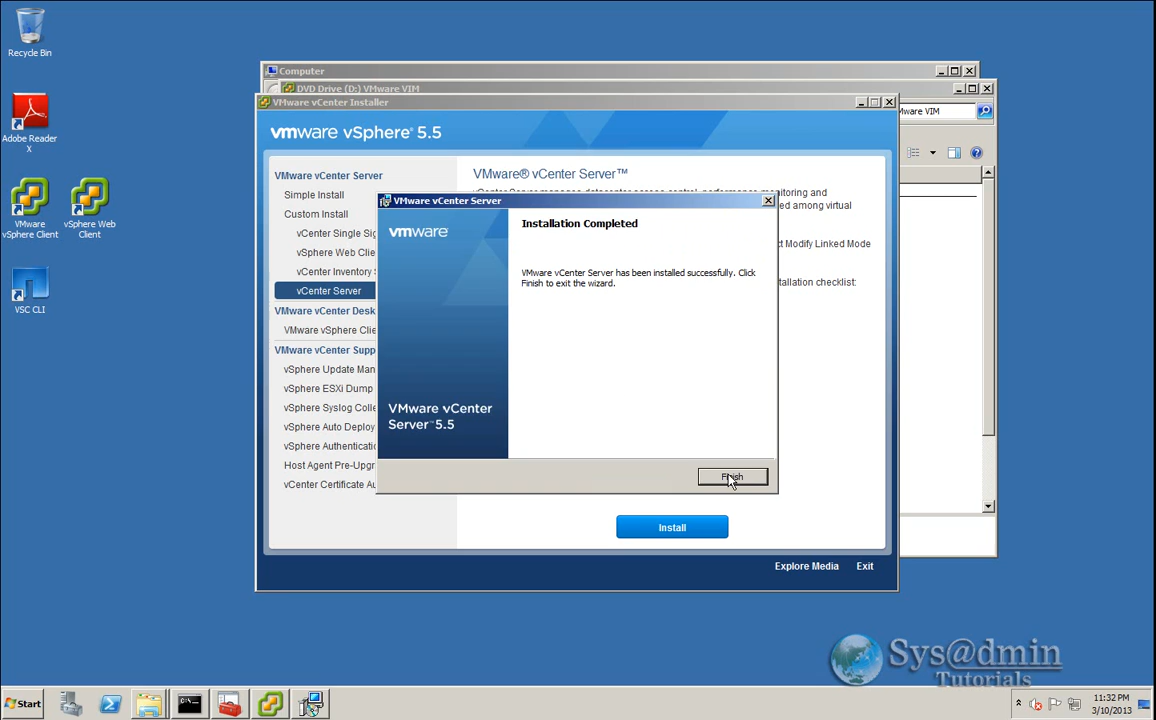 Recycle Bin
Adobe Reader
X
VMware
vSphere Client
vSphere Web
Client
VSC CLI
Computer
DVD Drive (D:) VMware VIM
VMware vCenter Installer
Mware VIM
vmware vSphere® 5.5
VMware vCenter Server
Simple Install
Custom Install
vCenter Single Sig
vSphere Web Clie
vCenter Inventory
vCenter Server
VMware vCenter Desk
VMware vSphere Clie
VMware vCenter Supp
vSphere Update Man
vSphere ESXi Dump
vSphere Syslog Colle
vSphere Auto Deploy
vSphere Authenticatio
Host Agent Pre-Upgr
vCenter Certificate Au
VMware® vCenter Server™
monitoring and
ed among virtual
ct Modify Linked Mode
tallation checklist:
VMware vCenter Server
vmware
Installation Completed
VMware vCenter Server has been installed successfully. Click
Finish to exit the wizard.
VMware vCenter
Server™5.5
Finish
Install
Explore Media
Exit
Sys@dmin
Tutorials
Start
11:32 PM
3/10/2013